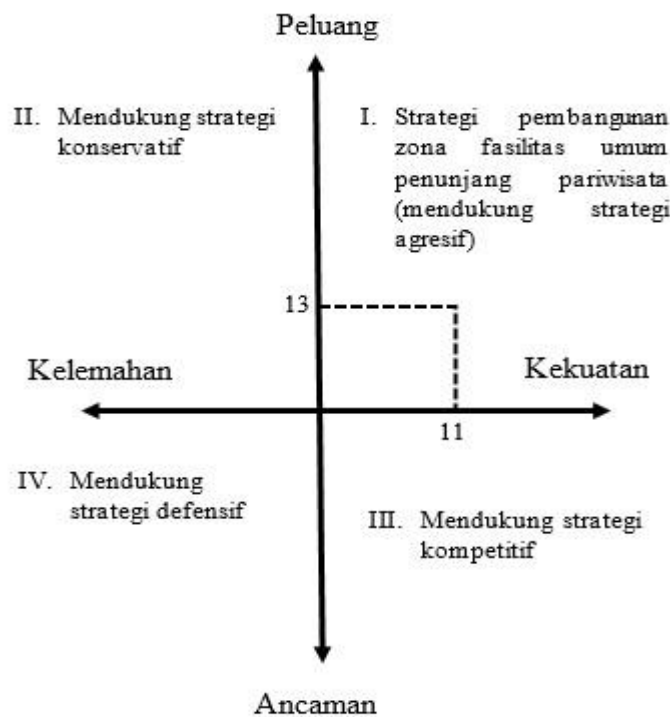 Peluang
II. Mendukung strategi
konservatif
I. Strategi pembangunan
zona fasilitas umum
penunjang pariwisata
(mendukung strategi
agresif)
13
Kelemahan
Kekuatan
11
IV. Mendukung
strategi defensif
III. Mendukung strategi
kompetitif
Ancaman